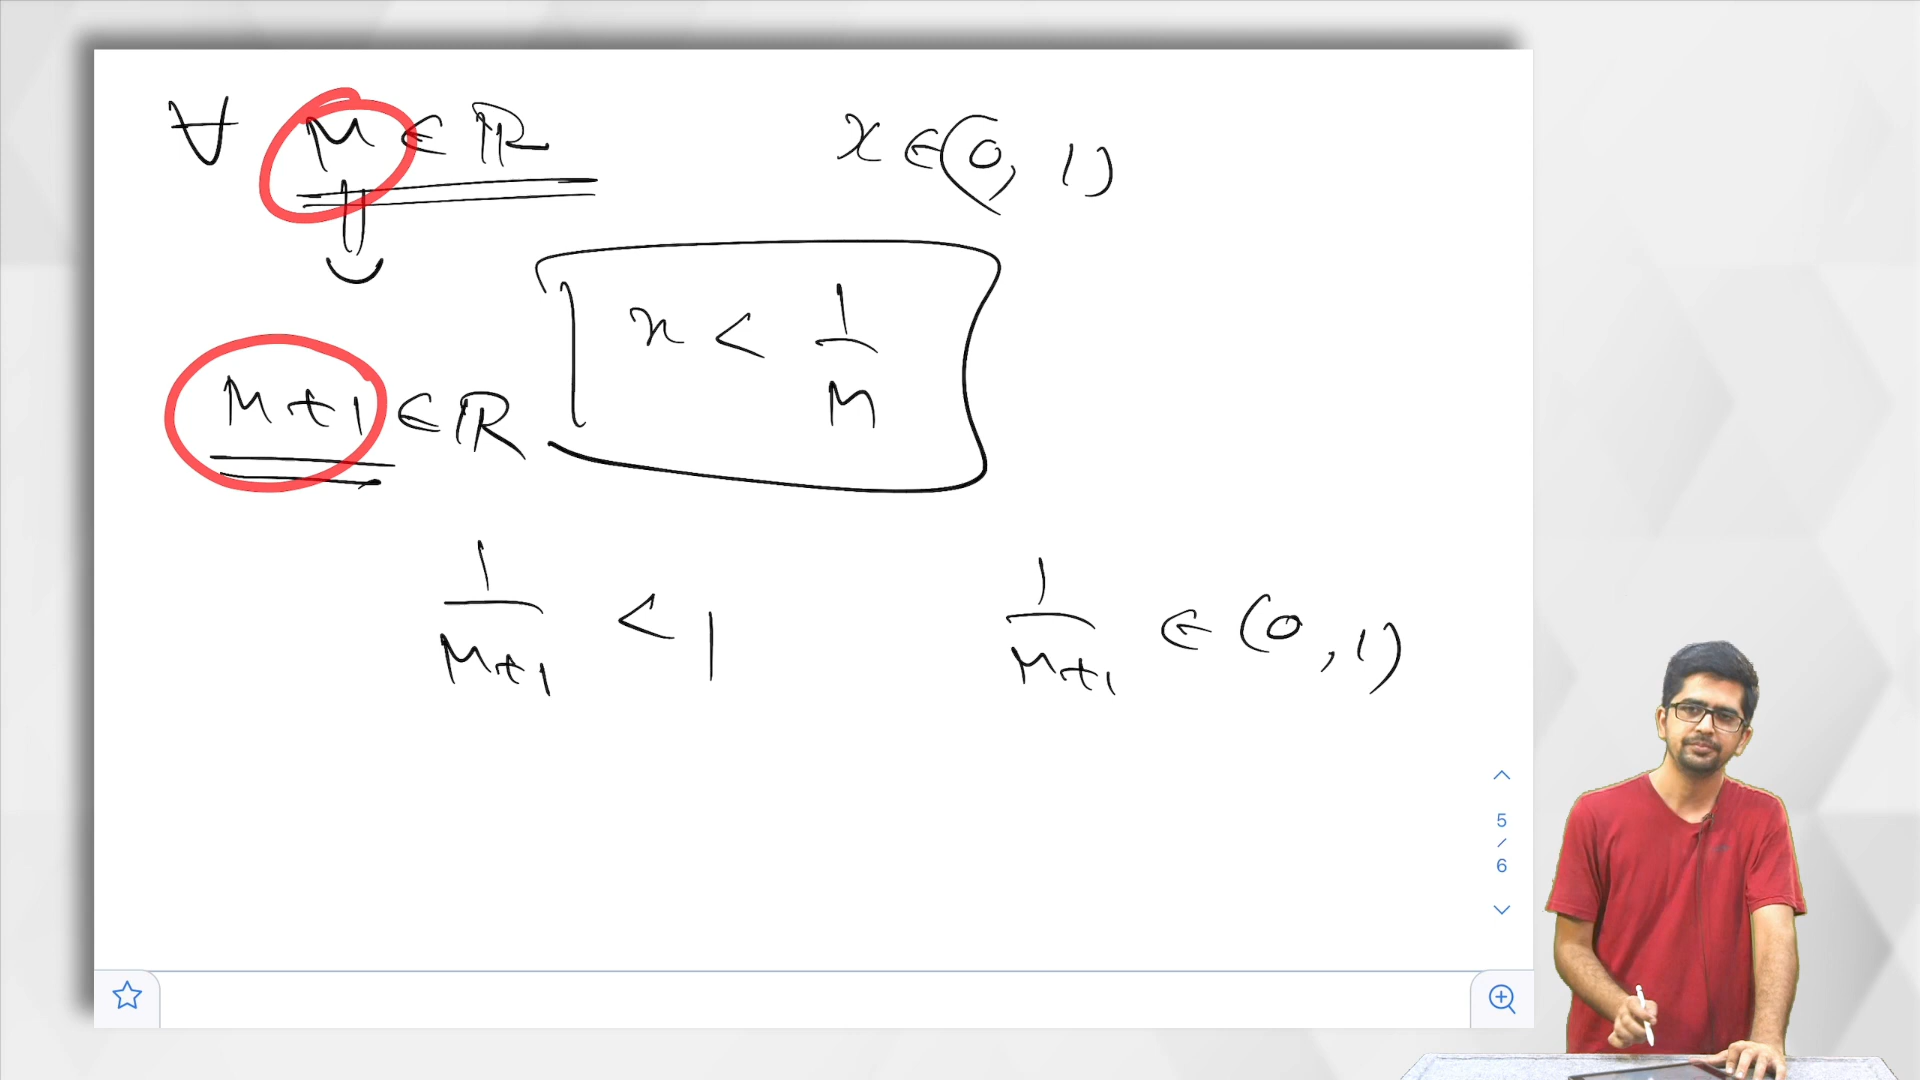 ∀ M ∈ ℝ x ∈ (0, 1)
x < 1/M
M+1 ∈ ℝ
1/M+1 < 1 1/M+1 ∈ (0, 1)
5
/
6